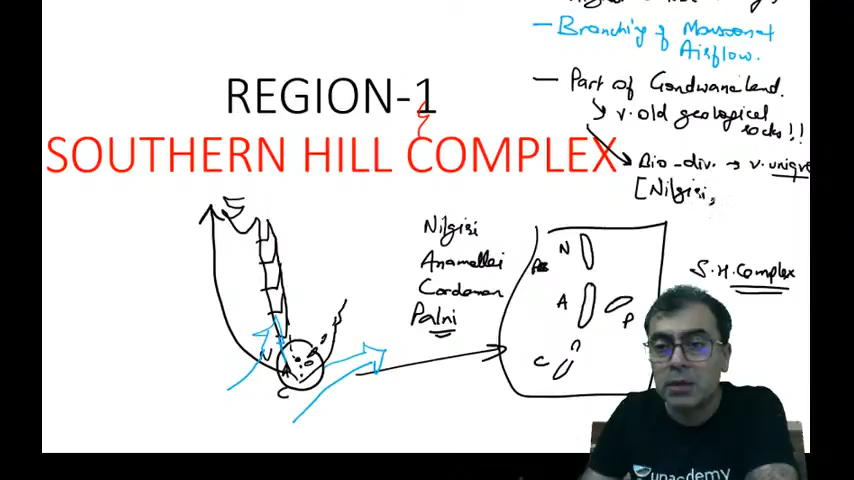 — Branching of Monsoonal
Airflow.
— Part of Gondwanaland.
↳ v. old geological
rocks!!
REGION-1
SOUTHERN HILL COMPLEX
Bio-div. → v. unique
[Nilgiri,
Nilgiri
Anamallai
Cardamon
Palni
N
A
P
C
S.H. Complex
C
unacademy